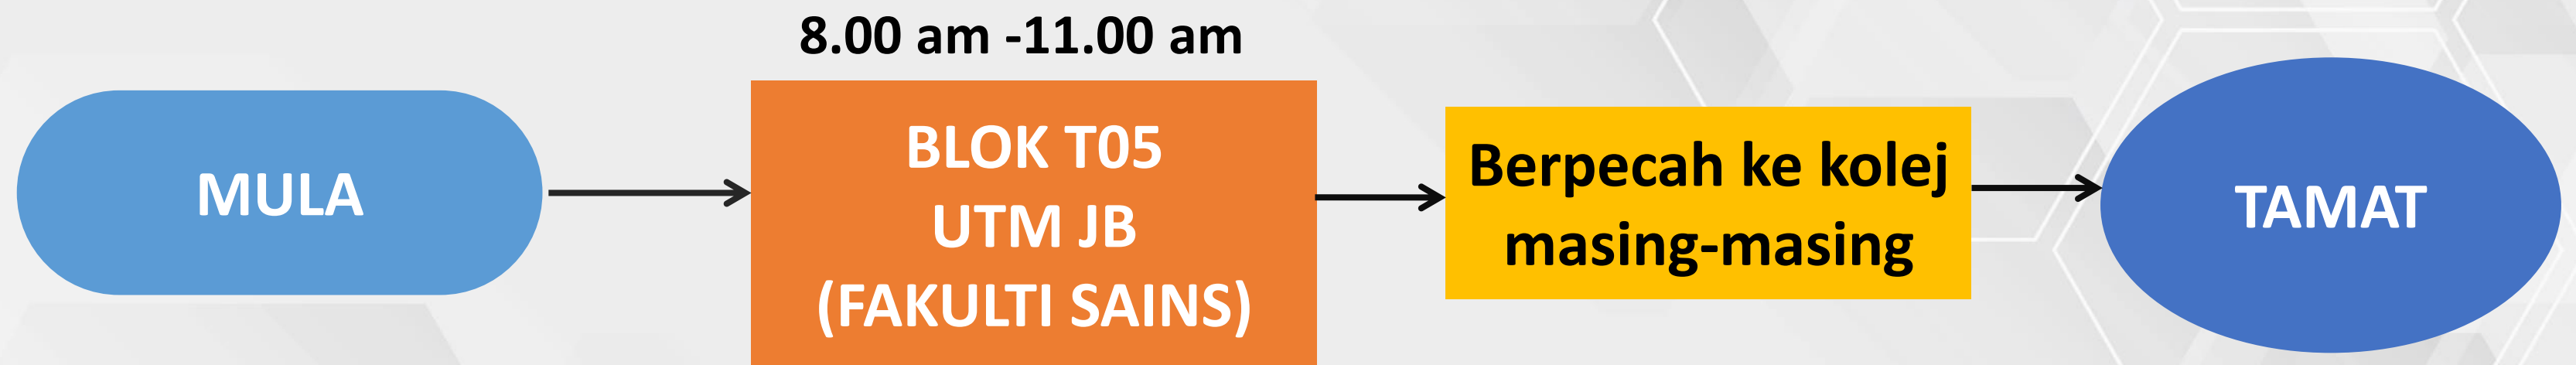 8.00 am -11.00 am
MULA
BLOK T05
UTM JB
(FAKULTI SAINS)
Berpecah ke kolej
masing-masing
TAMAT